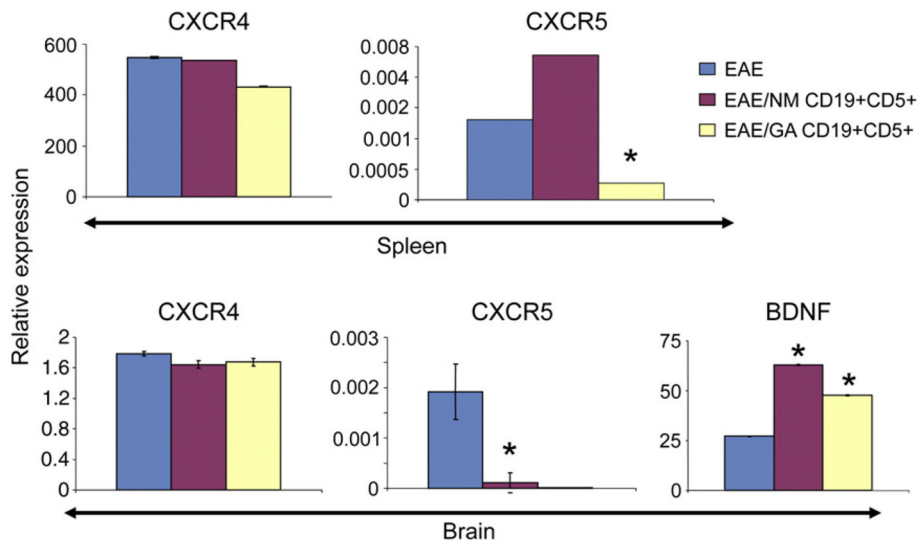 CXCR4
600
400
200
0
CXCR5
0.008
0.004
0.002
0.001
0.0005
0
*
EAE
EAE/NM CD19+CD5+
EAE/GA CD19+CD5+
Spleen
Relative expression
CXCR4
2
1.6
1.2
0.8
0.4
0
CXCR5
0.003
0.002
0.001
0
*
BDNF
75
50
25
0
*
*
Brain